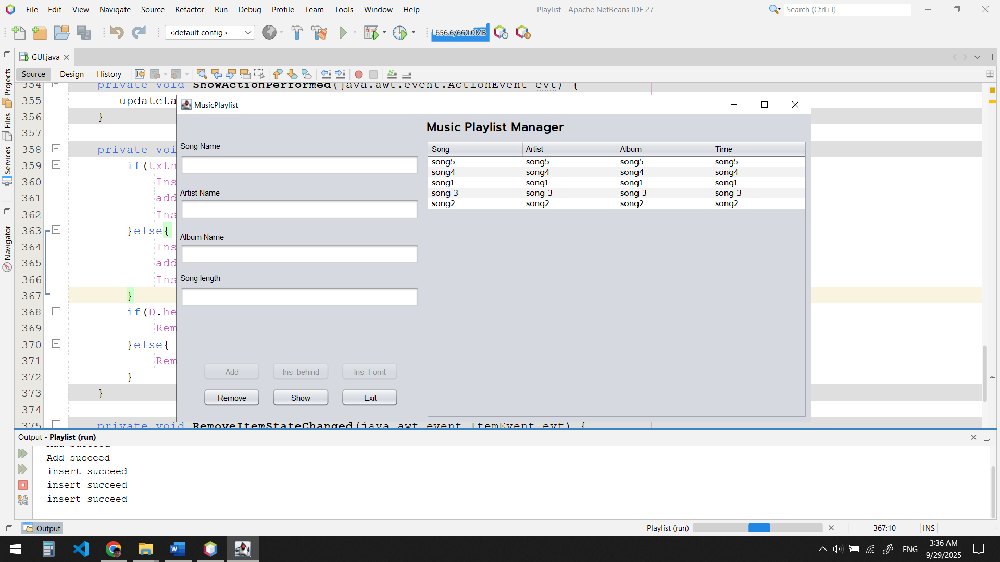 File Edit View Navigate Source Refactor Run Debug Profile Team Tools Window Help
Playlist - Apache NetBeans IDE 27
Search (Ctrl+I)
<default config>
656.6/660.0MB
GUI.java
Source Design History
Projects
Files
Services
Navigator
354 private void ShowActionPerformed(java.awt.event.ActionEvent evt) {
355 updateta
356 }
357
358 private voi
359 if(txtn
360 Ins
361 add
362 Ins
363 }else{
364 Ins
365 add
366 Ins
367 }
368 if(D.he
369 Rem
370 }else{
371 Rem
372 }
373 }
374
375 private void RemoveItemStateChanged(java.awt.event.ItemEvent evt) {
MusicPlaylist
Music Playlist Manager
Song Name
Artist Name
Album Name
Song length
Add Ins_behind Ins_Fornt
Remove Show Exit
Song Artist Album Time
song5 song5 song5 song5
song4 song4 song4 song4
song1 song1 song1 song1
song 3 song 3 song 3 song 3
song2 song2 song2 song2
Output - Playlist (run)
Add succeed
Add succeed
insert succeed
insert succeed
insert succeed
Output
Playlist (run)
367:10
INS
ENG
3:36 AM
9/29/2025